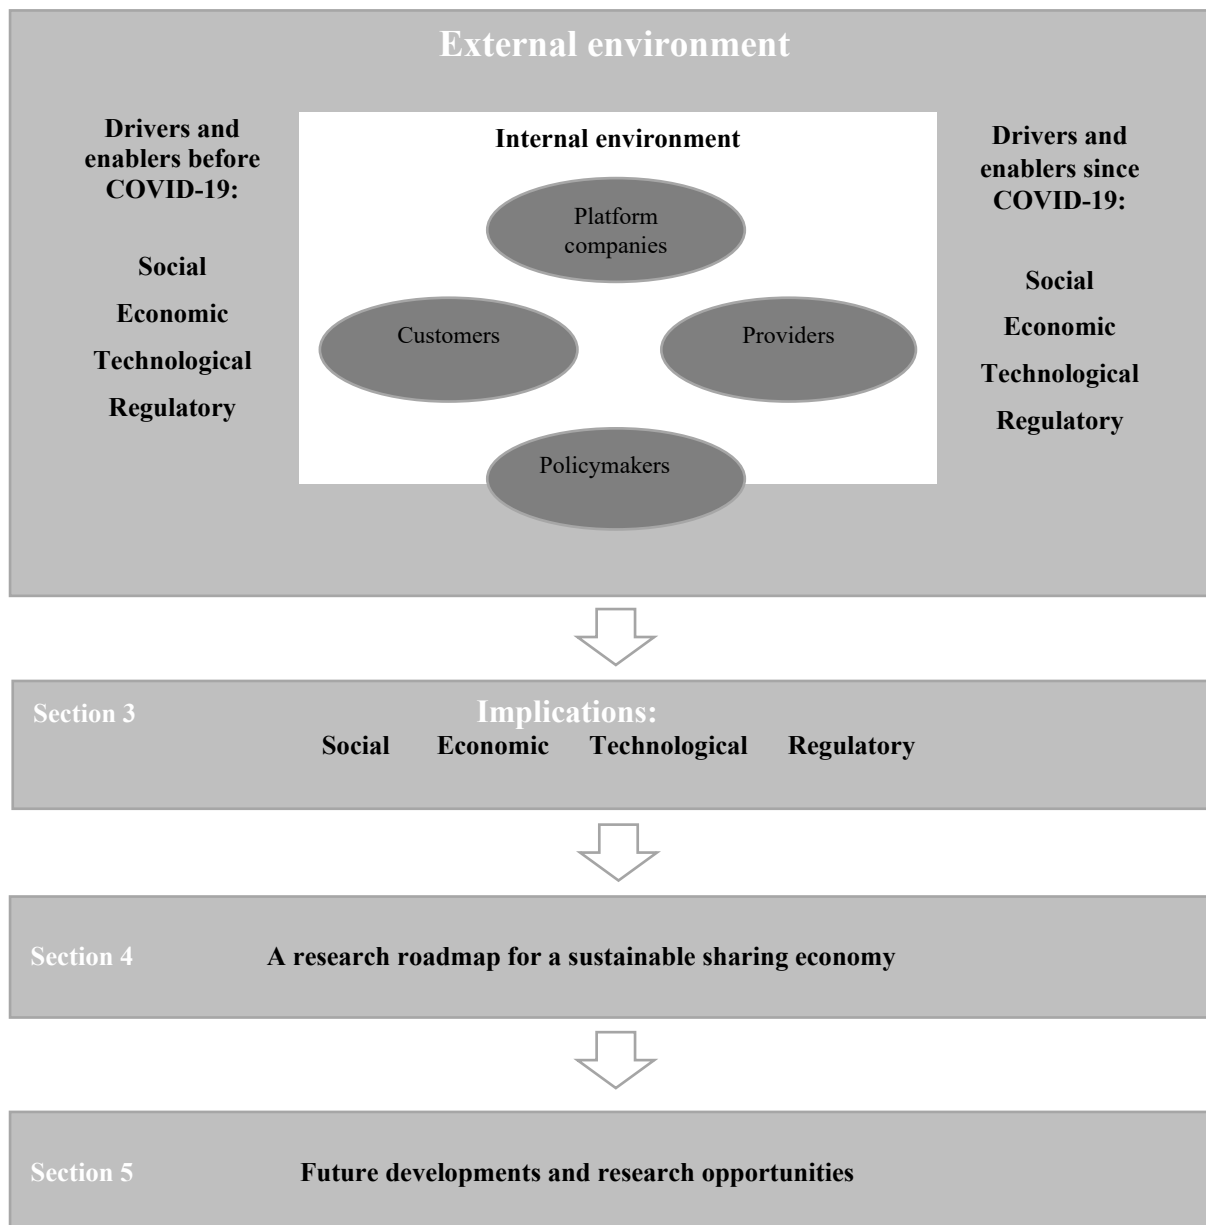 External environment
Drivers and
enablers before
COVID-19:
Social
Economic
Technological
Regulatory
Internal environment
Platform
companies
Customers
Providers
Policymakers
Drivers and
enablers since
COVID-19:
Social
Economic
Technological
Regulatory
Section 3
Implications:
Social Economic Technological Regulatory
Section 4
A research roadmap for a sustainable sharing economy
Section 5
Future developments and research opportunities